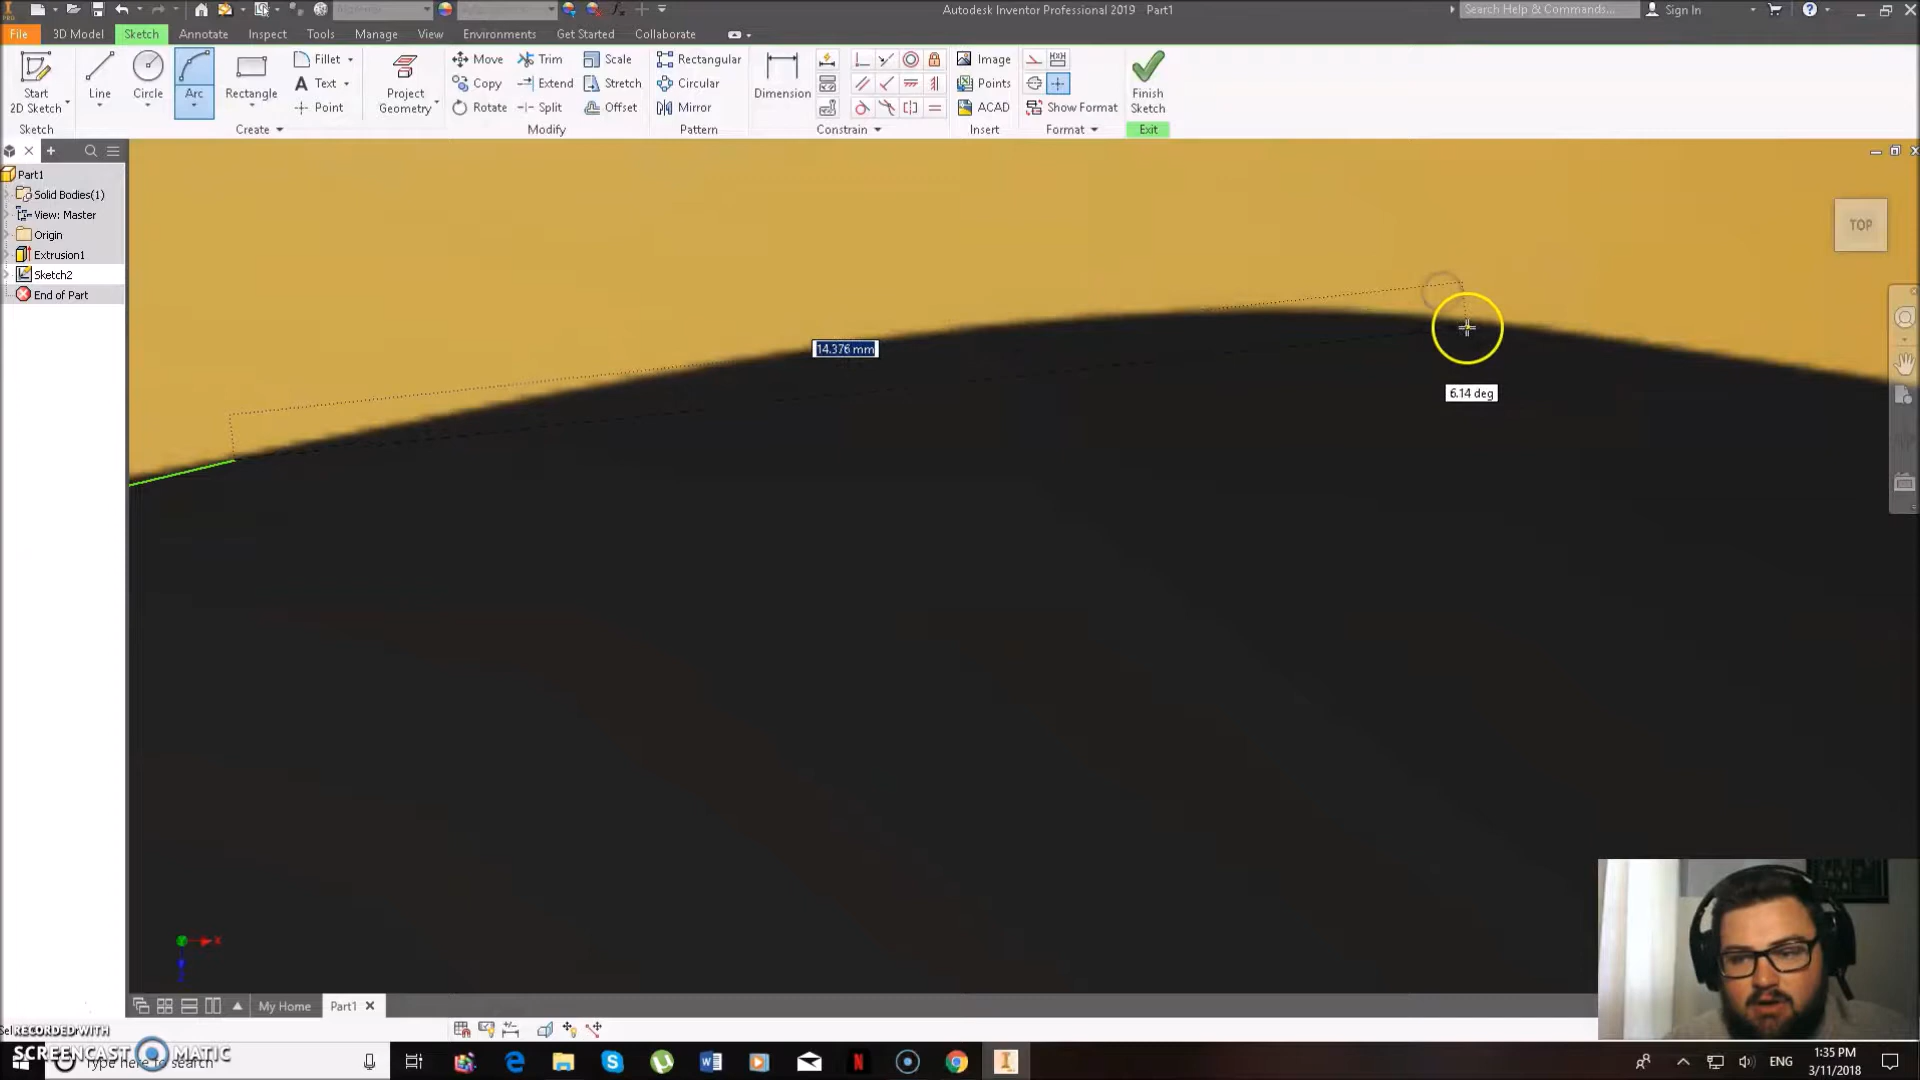 Autodesk Inventor Professional 2019 Part1
Search Help & Commands...
Sign In
File 3D Model Sketch Annotate Inspect Tools Manage View Environments Get Started Collaborate
Start
2D Sketch
Line
Circle
Arc
Rectangle
Fillet
Text
Point
Project
Geometry
Move
Copy
Rotate
Trim
Extend
Split
Scale
Stretch
Offset
Rectangular
Circular
Mirror
Dimension
Image
Points
ACAD
Show Format
Finish
Sketch
Sketch Create Modify Pattern Constrain Insert Format Exit
Part1
Solid Bodies(1)
View: Master
Origin
Extrusion1
Sketch2
End of Part
TOP
14.376 mm
6.14 deg
X
My Home Part1
RECORDED WITH
SCREENCAST MATIC
Type here to search
ENG
1:35 PM
3/11/2018